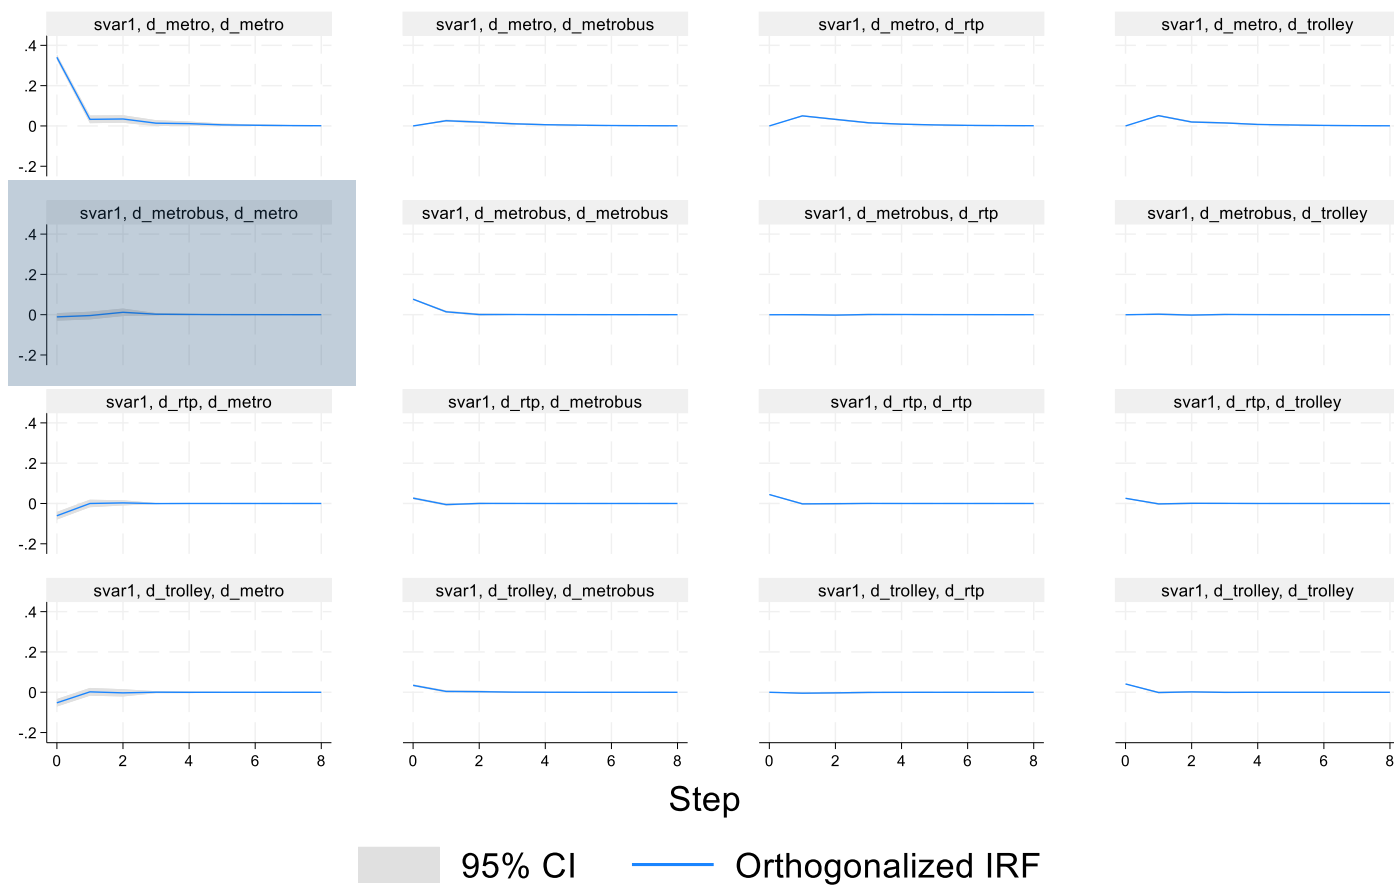 svar1, d_metro, d_metro
svar1, d_metro, d_metrobus
svar1, d_metro, d_rtp
svar1, d_metro, d_trolley
.4
.2
0
-.2
svar1, d_metrobus, d_metro
svar1, d_metrobus, d_metrobus
svar1, d_metrobus, d_rtp
svar1, d_metrobus, d_trolley
.4
.2
0
-.2
svar1, d_rtp, d_metro
svar1, d_rtp, d_metrobus
svar1, d_rtp, d_rtp
svar1, d_rtp, d_trolley
.4
.2
0
-.2
svar1, d_trolley, d_metro
svar1, d_trolley, d_metrobus
svar1, d_trolley, d_rtp
svar1, d_trolley, d_trolley
.4
.2
0
-.2
0 2 4 6 8
0 2 4 6 8
0 2 4 6 8
0 2 4 6 8
Step
95% CI
Orthogonalized IRF